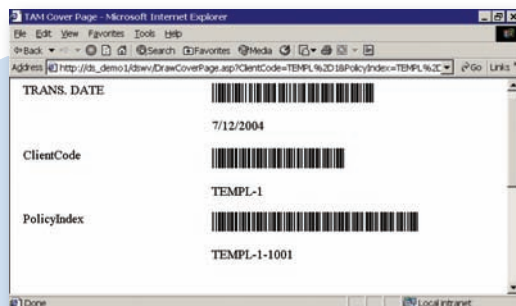 TAM Cover Page - Microsoft Internet Explorer
File Edit View Favorites Tools Help
Back Search Favorites Media
Address http://ds_demo1/dswv/DrawCoverPage.asp?ClientCode=TEMPL%2D1&PolicyIndex=TEMPL%2D Go Links
TRANS. DATE
7/12/2004
ClientCode
TEMPL-1
PolicyIndex
TEMPL-1-1001
Done Local intranet